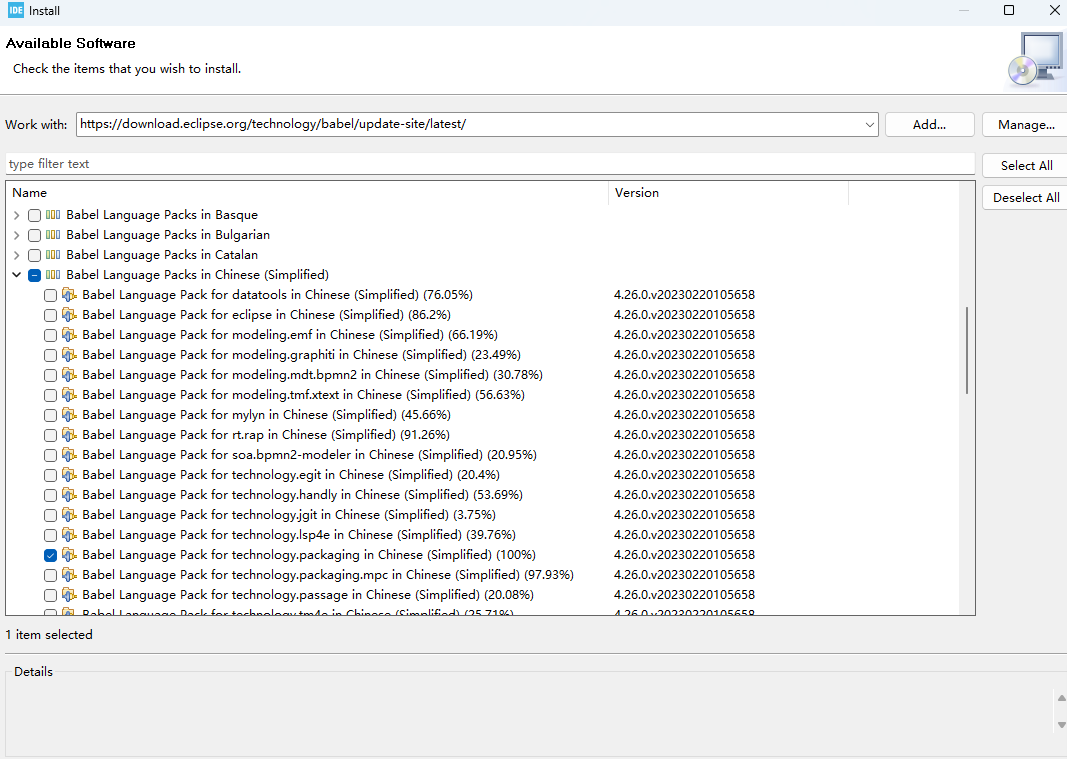 IDE Install
Available Software
Check the items that you wish to install.
Work with: https://download.eclipse.org/technology/babel/update-site/latest/ Add... Manage...
type filter text
Select All
Name Version
Deselect All
Babel Language Packs in Basque
Babel Language Packs in Bulgarian
Babel Language Packs in Catalan
Babel Language Packs in Chinese (Simplified)
Babel Language Pack for datatools in Chinese (Simplified) (76.05%) 4.26.0.v20230220105658
Babel Language Pack for eclipse in Chinese (Simplified) (86.2%) 4.26.0.v20230220105658
Babel Language Pack for modeling.emf in Chinese (Simplified) (66.19%) 4.26.0.v20230220105658
Babel Language Pack for modeling.graphiti in Chinese (Simplified) (23.49%) 4.26.0.v20230220105658
Babel Language Pack for modeling.mdt.bpmn2 in Chinese (Simplified) (30.78%) 4.26.0.v20230220105658
Babel Language Pack for modeling.tmf.xtext in Chinese (Simplified) (56.63%) 4.26.0.v20230220105658
Babel Language Pack for mylyn in Chinese (Simplified) (45.66%) 4.26.0.v20230220105658
Babel Language Pack for rt.rap in Chinese (Simplified) (91.26%) 4.26.0.v20230220105658
Babel Language Pack for soa.bpmn2-modeler in Chinese (Simplified) (20.95%) 4.26.0.v20230220105658
Babel Language Pack for technology.egit in Chinese (Simplified) (20.4%) 4.26.0.v20230220105658
Babel Language Pack for technology.handly in Chinese (Simplified) (53.69%) 4.26.0.v20230220105658
Babel Language Pack for technology.jgit in Chinese (Simplified) (3.75%) 4.26.0.v20230220105658
Babel Language Pack for technology.lsp4e in Chinese (Simplified) (39.76%) 4.26.0.v20230220105658
Babel Language Pack for technology.packaging in Chinese (Simplified) (100%) 4.26.0.v20230220105658
Babel Language Pack for technology.packaging.mpc in Chinese (Simplified) (97.93%) 4.26.0.v20230220105658
Babel Language Pack for technology.passage in Chinese (Simplified) (20.08%) 4.26.0.v20230220105658
Babel Language Pack for technology.tm4e in Chinese (Simplified) (25.71%) 4.26.0.v20230220105658
1 item selected
Details